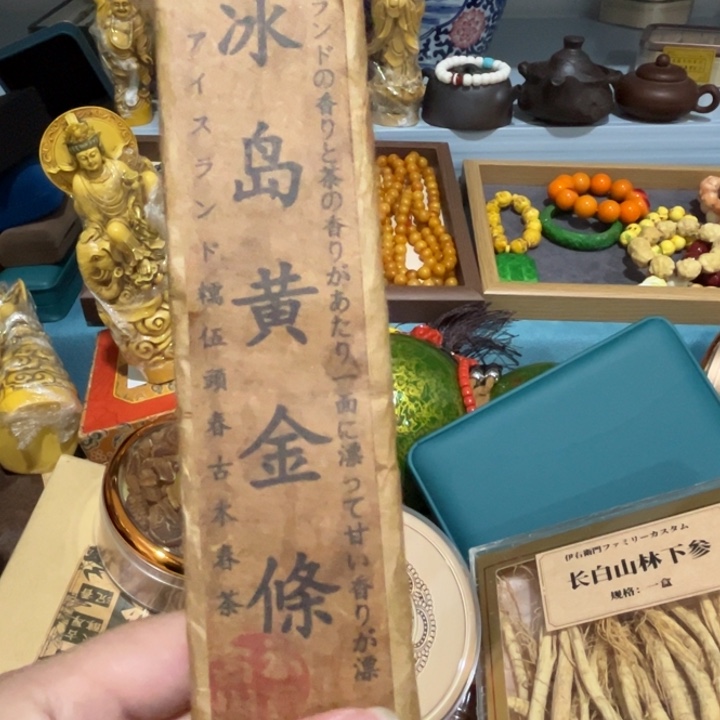 ンドの香りと茶の香りがあたり一面に漂って甘い香りが漂
冰島黄金條
アイスランド糯伍頭春古本春茶
伊右衛門ファミリーカスタム
长白山林下参
规格:一盒